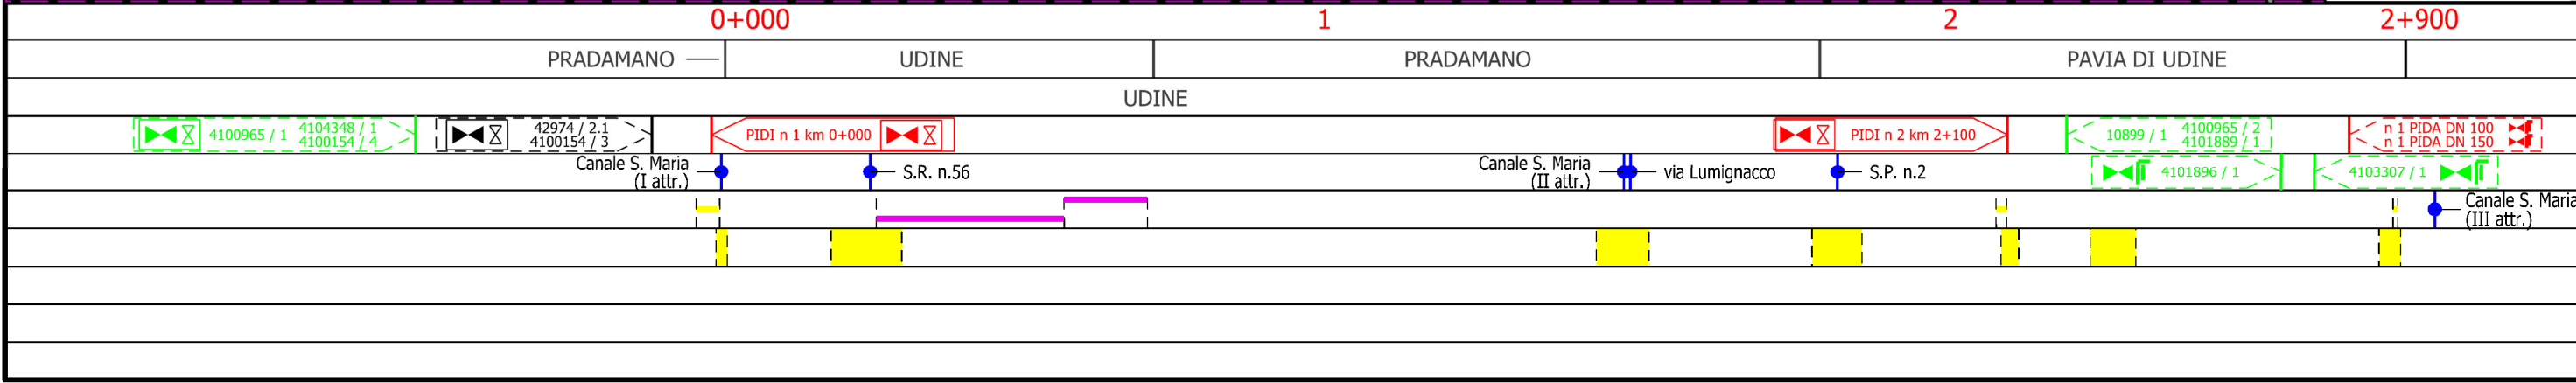 0+000 1 2 2+900
PRADAMANO UDINE PRADAMANO PAVIA DI UDINE
UDINE
4100965 / 1
4104348 / 1
4100154 / 4
42974 / 2.1
4100154 / 3
PIDI n 1 km 0+000
PIDI n 2 km 2+100
10899 / 1
4100965 / 2
4101889 / 1
n 1 PIDA DN 100
n 1 PIDA DN 150
Canale S. Maria
(I attr.)
S.R. n.56
Canale S. Maria
(II attr.)
via Lumignacco
S.P. n.2
4101896 / 1
4103307 / 1
Canale S. Maria
(III attr.)